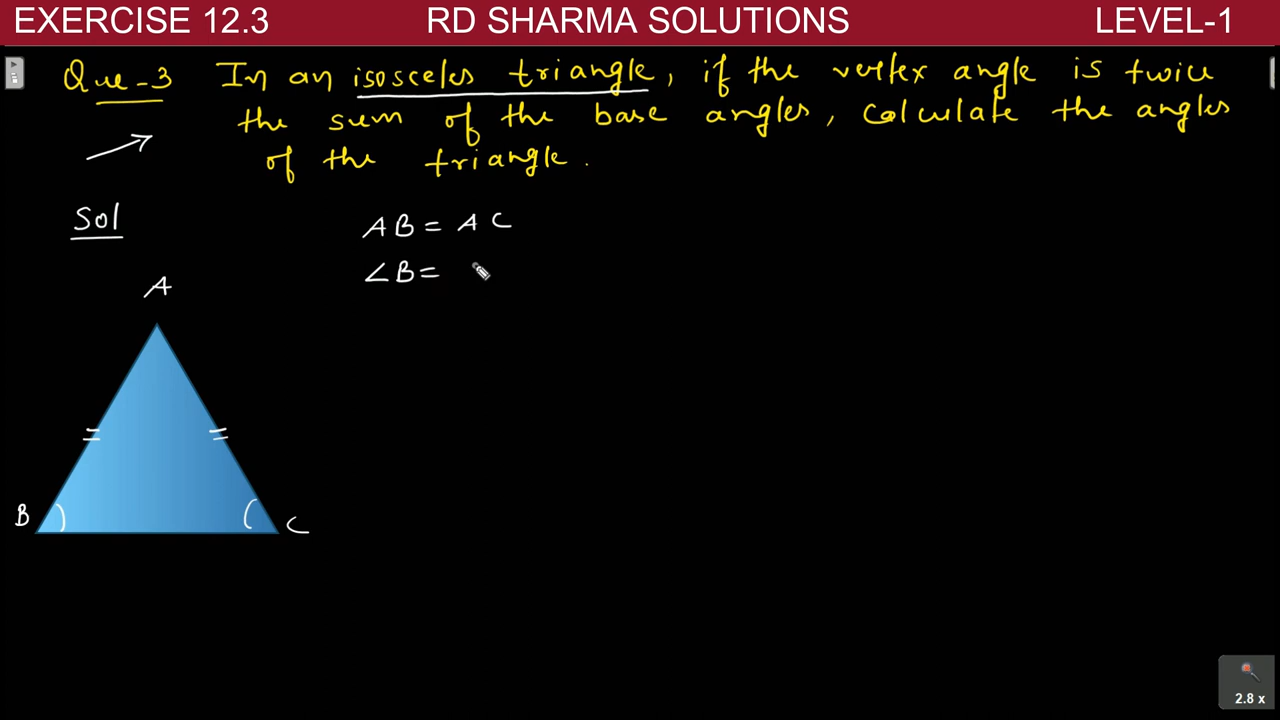 EXERCISE 12.3 RD SHARMA SOLUTIONS LEVEL-1
Que-3 In an isosceles triangle, if the vertex angle is twice
the sum of the base angles, calculate the angles
of the triangle.
Sol
AB = AC
∠B =
A
B
C
2.8 x